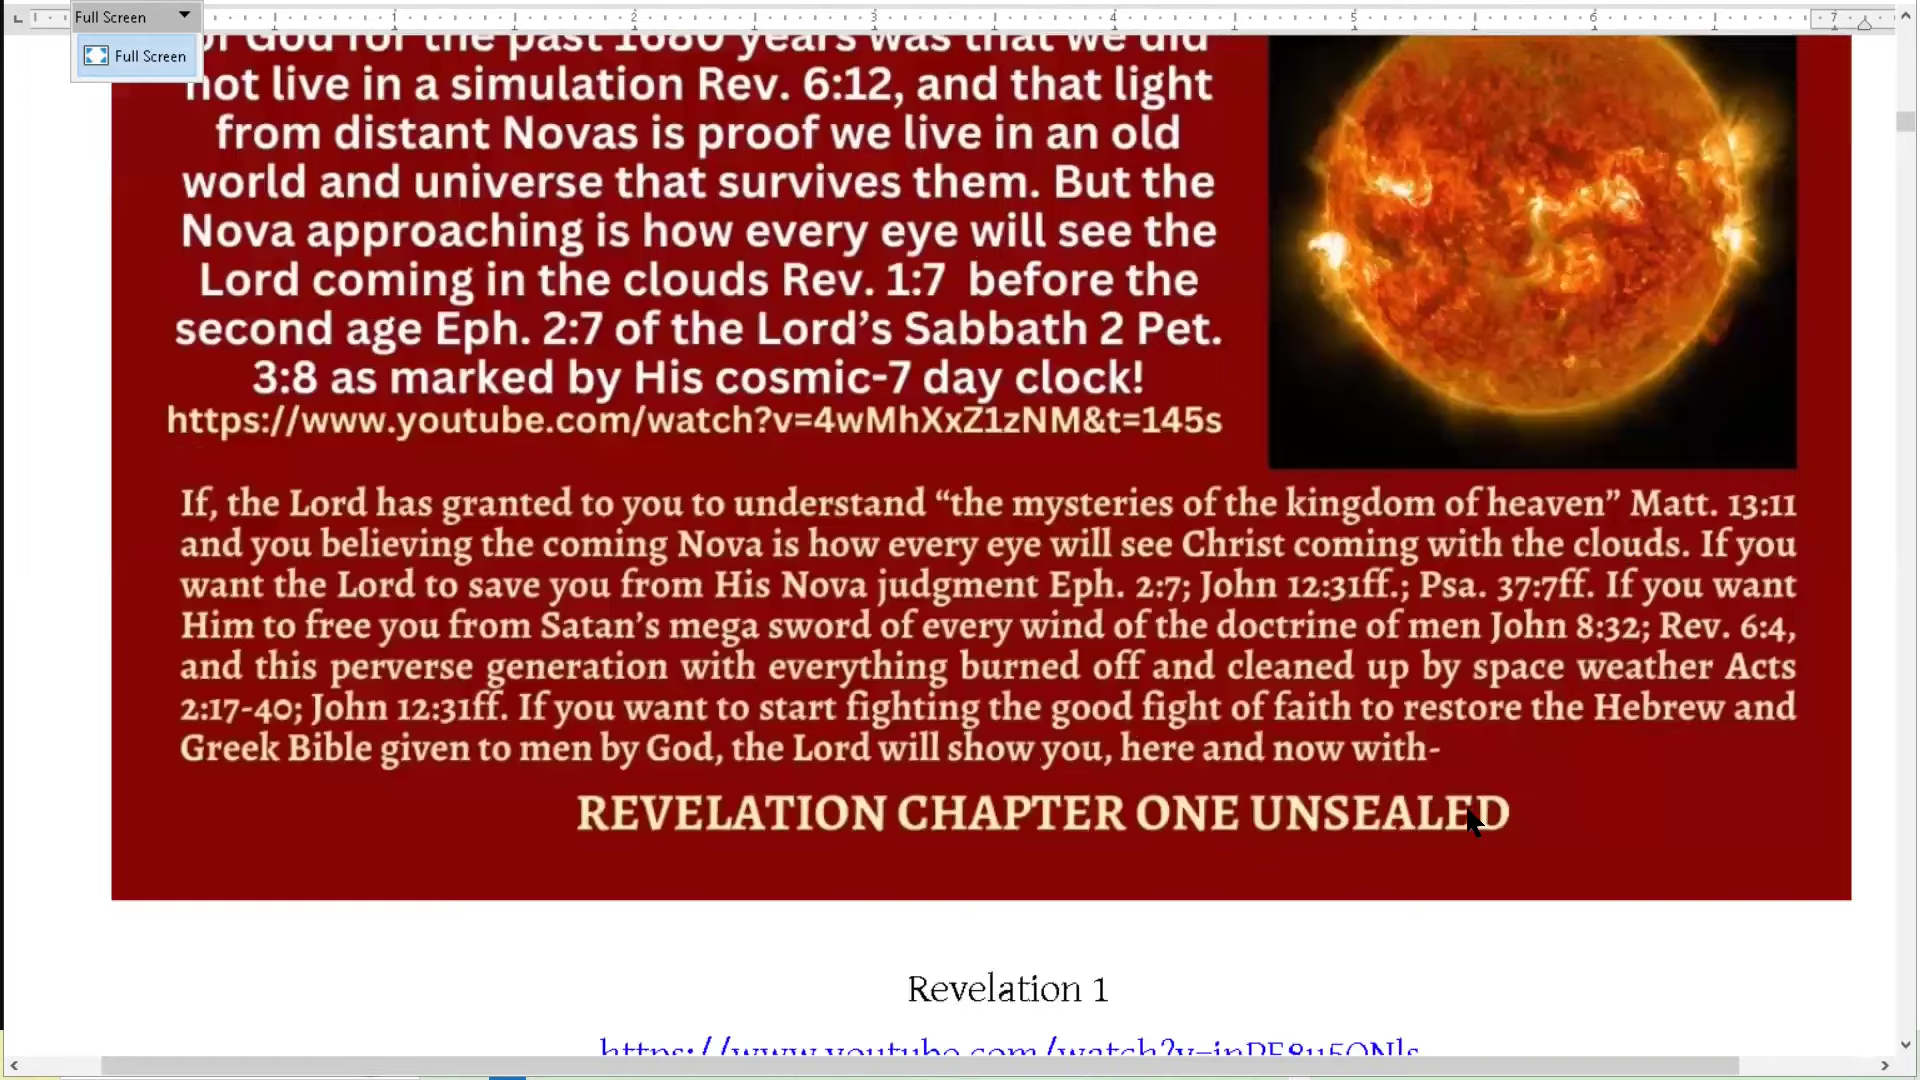 Full Screen
Full Screen
of God for the past 1680 years was that we did
not live in a simulation Rev. 6:12, and that light
from distant Novas is proof we live in an old
world and universe that survives them. But the
Nova approaching is how every eye will see the
Lord coming in the clouds Rev. 1:7 before the
second age Eph. 2:7 of the Lord’s Sabbath 2 Pet.
3:8 as marked by His cosmic-7 day clock!
https://www.youtube.com/watch?v=4wMhXxZ1zNM&t=145s
If, the Lord has granted to you to understand “the mysteries of the kingdom of heaven” Matt. 13:11
and you believing the coming Nova is how every eye will see Christ coming with the clouds. If you
want the Lord to save you from His Nova judgment Eph. 2:7; John 12:31ff.; Psa. 37:7ff. If you want
Him to free you from Satan’s mega sword of every wind of the doctrine of men John 8:32; Rev. 6:4,
and this perverse generation with everything burned off and cleaned up by space weather Acts
2:17-40; John 12:31ff. If you want to start fighting the good fight of faith to restore the Hebrew and
Greek Bible given to men by God, the Lord will show you, here and now with-
REVELATION CHAPTER ONE UNSEALED
Revelation 1